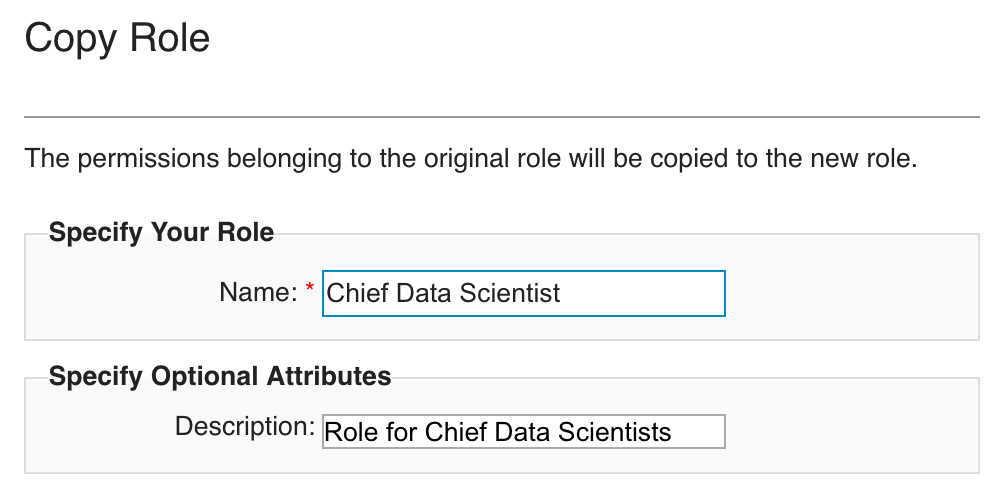 Copy Role
The permissions belonging to the original role will be copied to the new role.
Specify Your Role
Name: * Chief Data Scientist
Specify Optional Attributes
Description: Role for Chief Data Scientists